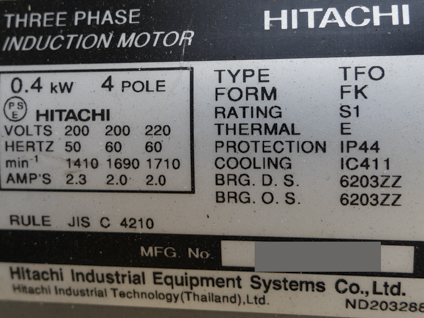 THREE PHASE HITACHI
INDUCTION MOTOR
0.4 kW 4 POLE
PS
E HITACHI
VOLTS 200 200 220
HERTZ 50 60 60
min-1 1410 1690 1710
AMP'S 2.3 2.0 2.0
RULE JIS C 4210
TYPE TFO
FORM FK
RATING S1
THERMAL E
PROTECTION IP44
COOLING IC411
BRG. D. S. 6203ZZ
BRG. O. S. 6203ZZ
MFG. No.
Hitachi Industrial Equipment Systems Co.,Ltd.
Hitachi Industrial Technology(Thailand),Ltd.
ND203288